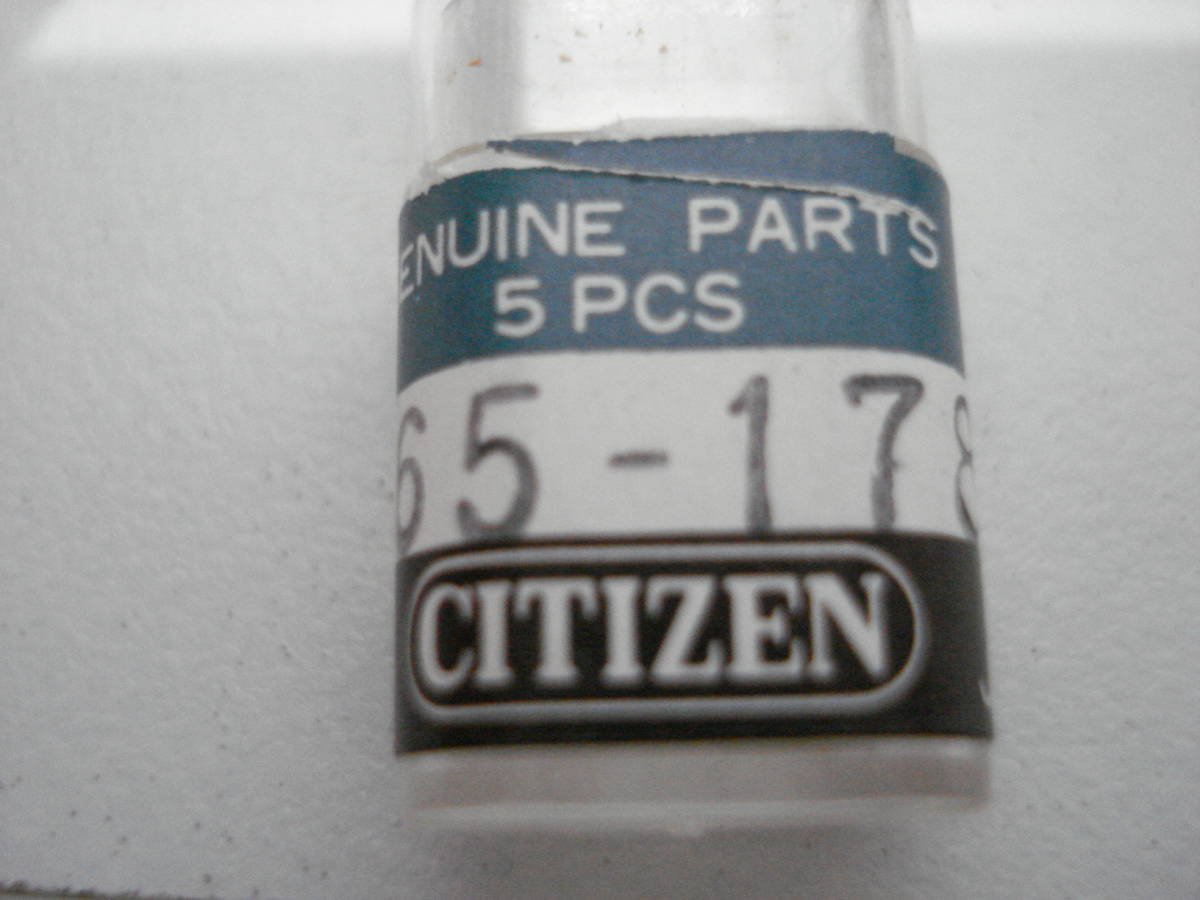 ENUINE PARTS
5 PCS
65-178
CITIZEN